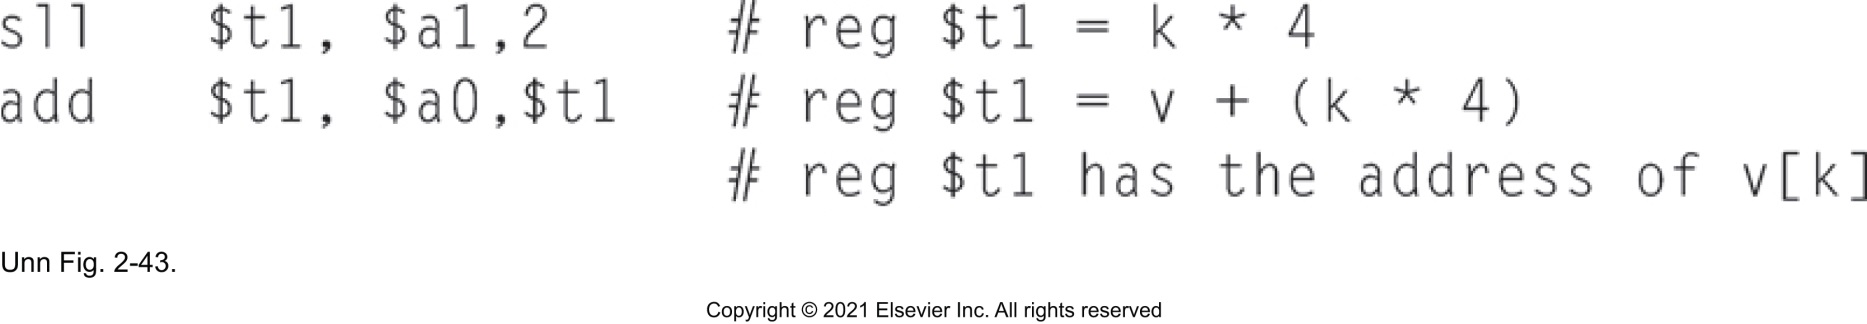 sll $t1, $a1,2 # reg $t1 = k * 4
add $t1, $a0,$t1 # reg $t1 = v + (k * 4)
# reg $t1 has the address of v[k]
Unn Fig. 2-43.
Copyright © 2021 Elsevier Inc. All rights reserved